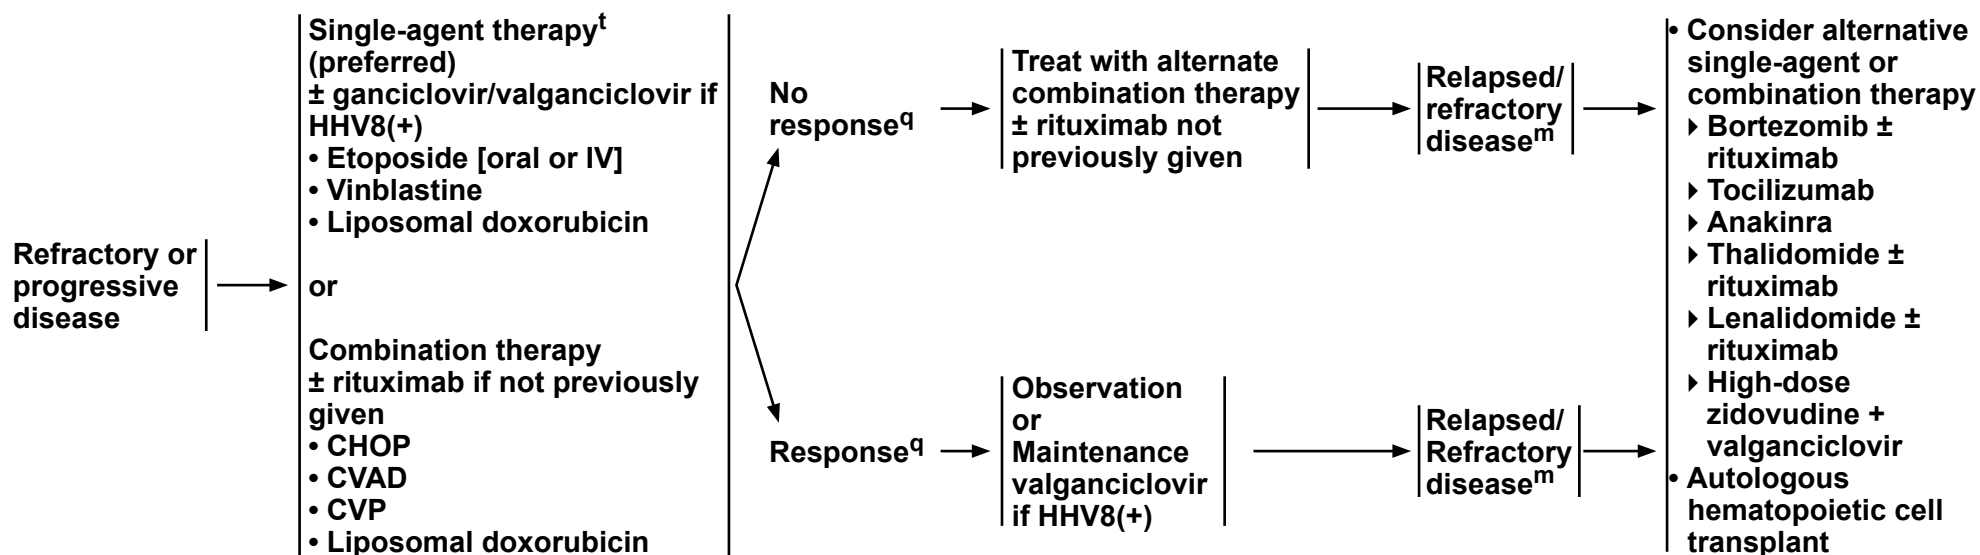 Refractory or
progressive
disease
Single-agent therapyᵗ
(preferred)
± ganciclovir/valganciclovir if
HHV8(+)
• Etoposide [oral or IV]
• Vinblastine
• Liposomal doxorubicin
or
Combination therapy
± rituximab if not previously
given
• CHOP
• CVAD
• CVP
• Liposomal doxorubicin
No
response^q
Treat with alternate
combination therapy
± rituximab not
previously given
Relapsed/
refractory
diseaseᵐ
Response^q
Observation
or
Maintenance
valganciclovir
if HHV8(+)
Relapsed/
Refractory
diseaseᵐ
• Consider alternative
single-agent or
combination therapy
▸ Bortezomib ±
rituximab
▸ Tocilizumab
▸ Anakinra
▸ Thalidomide ±
rituximab
▸ Lenalidomide ±
rituximab
▸ High-dose
zidovudine +
valganciclovir
• Autologous
hematopoietic cell
transplant